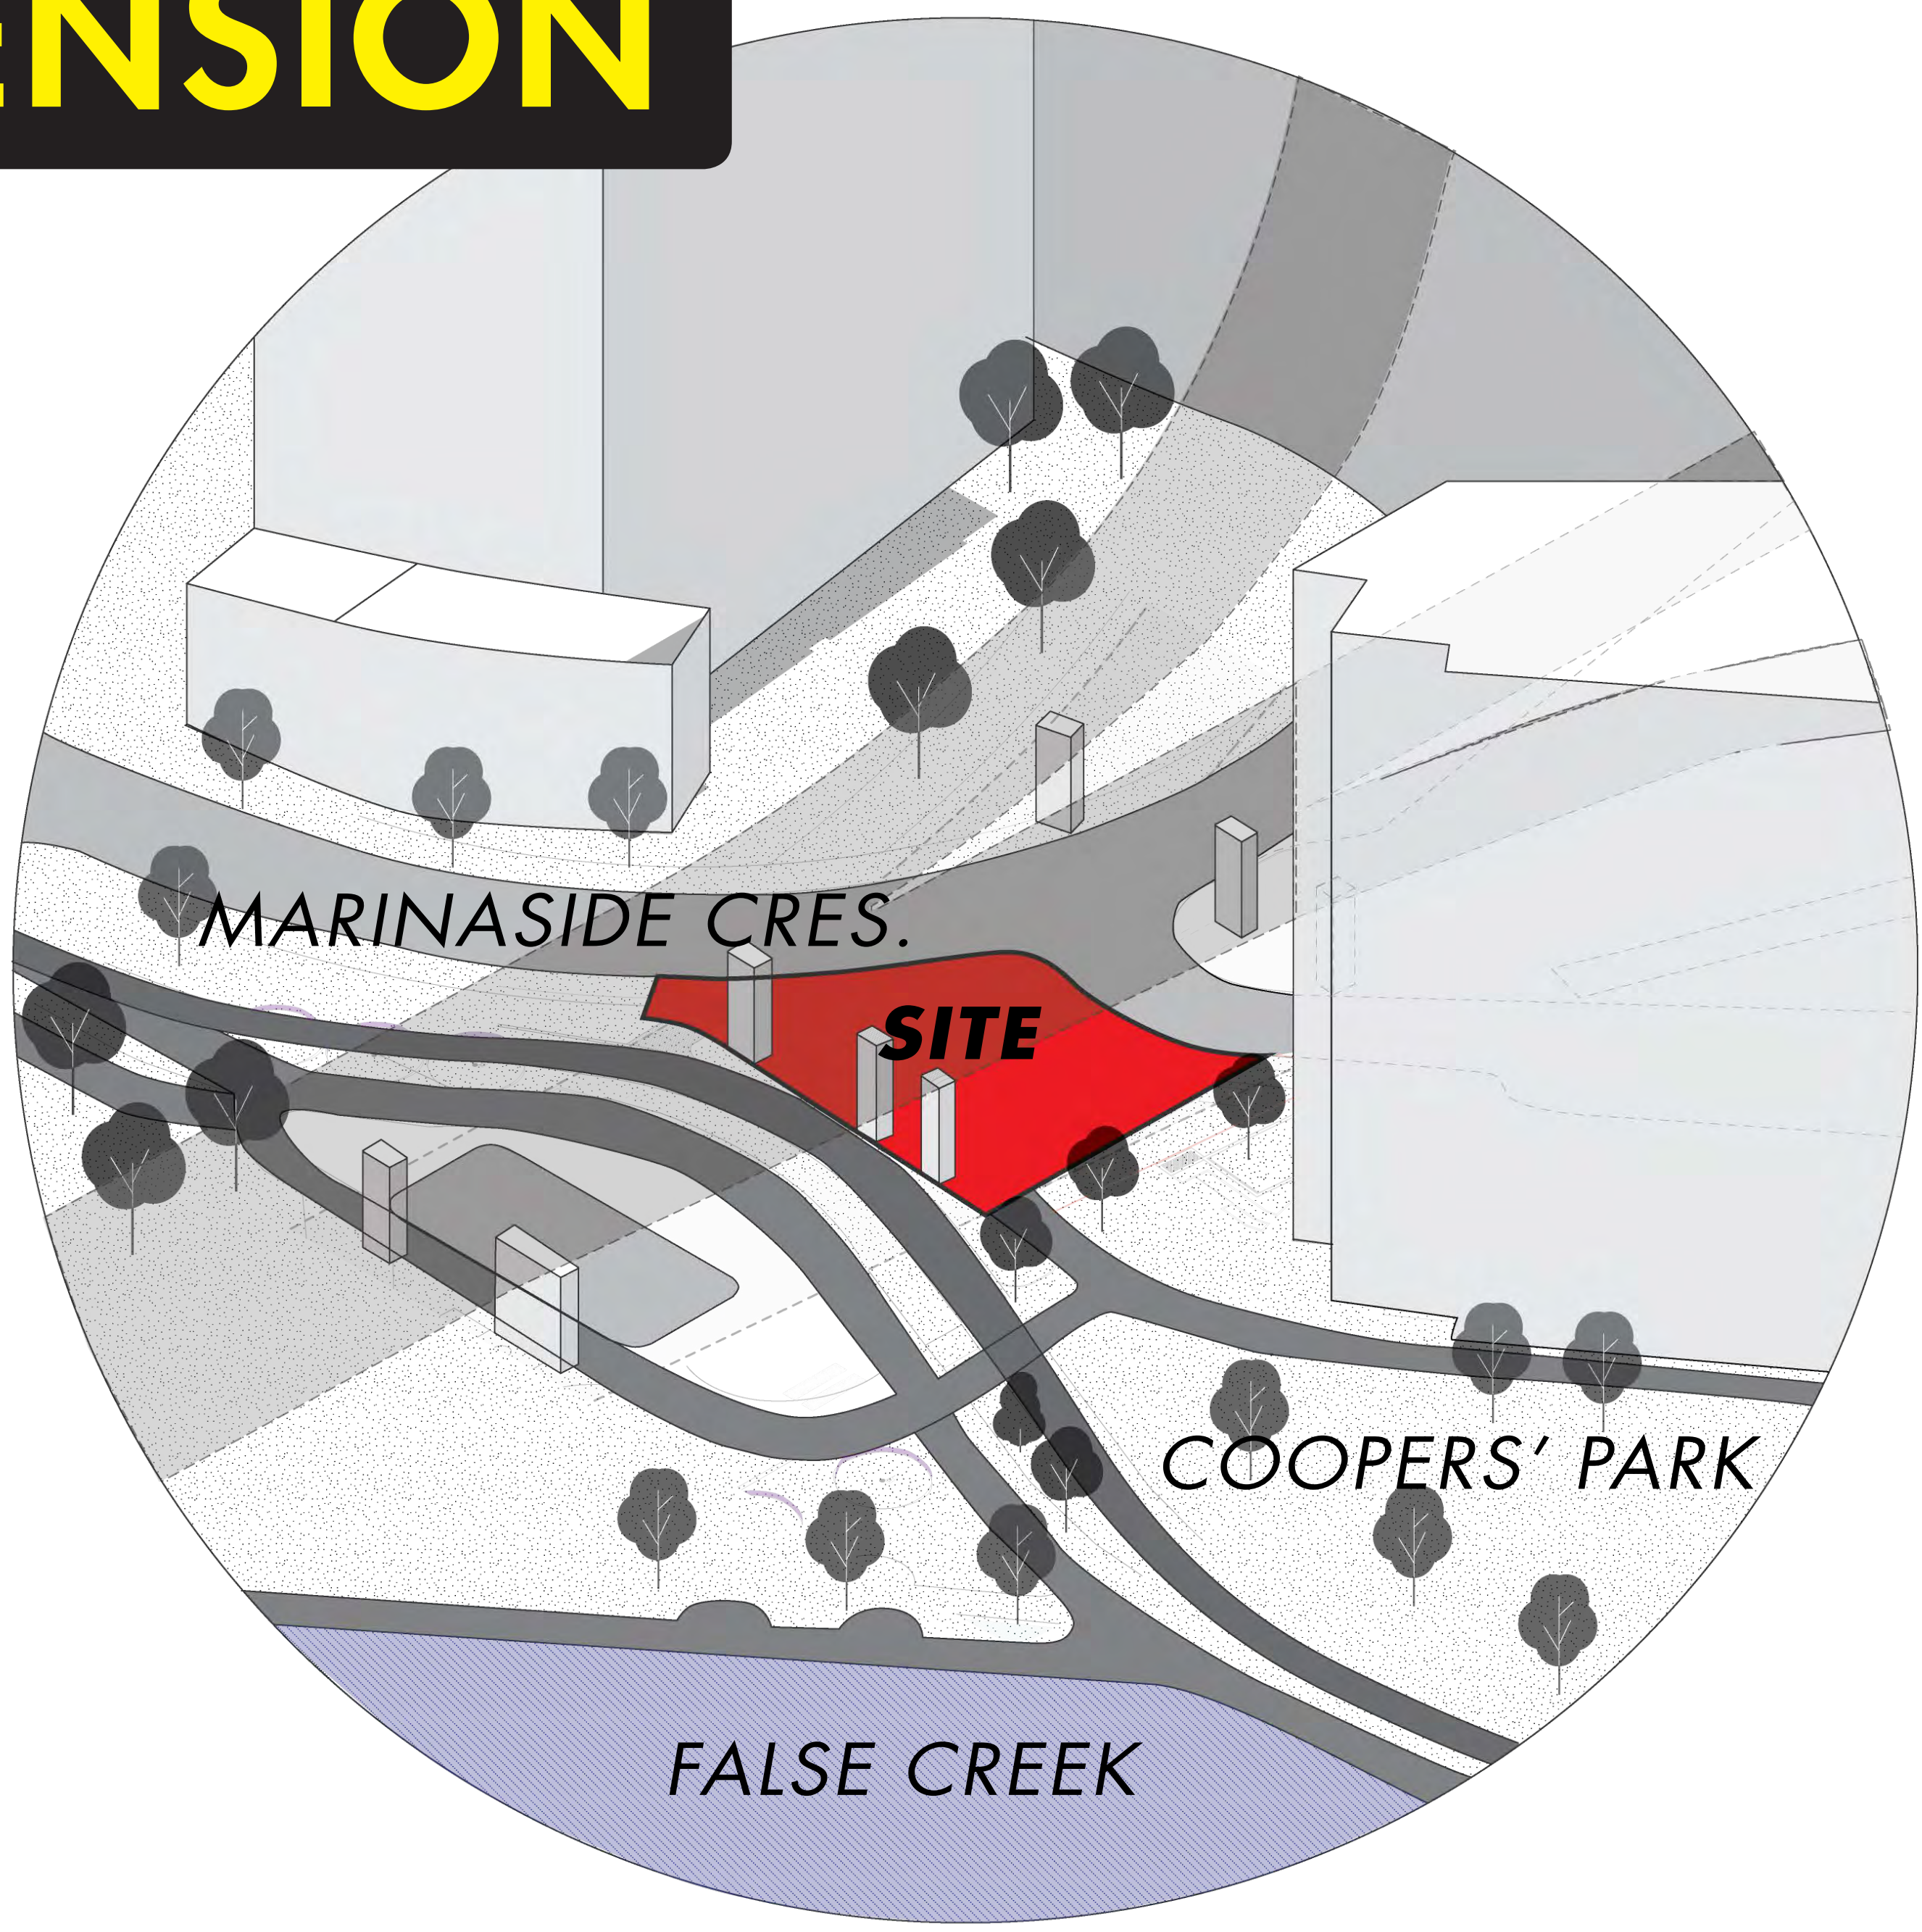 ENSION
MARINASIDE CRES.
SITE
COOPERS' PARK
FALSE CREEK